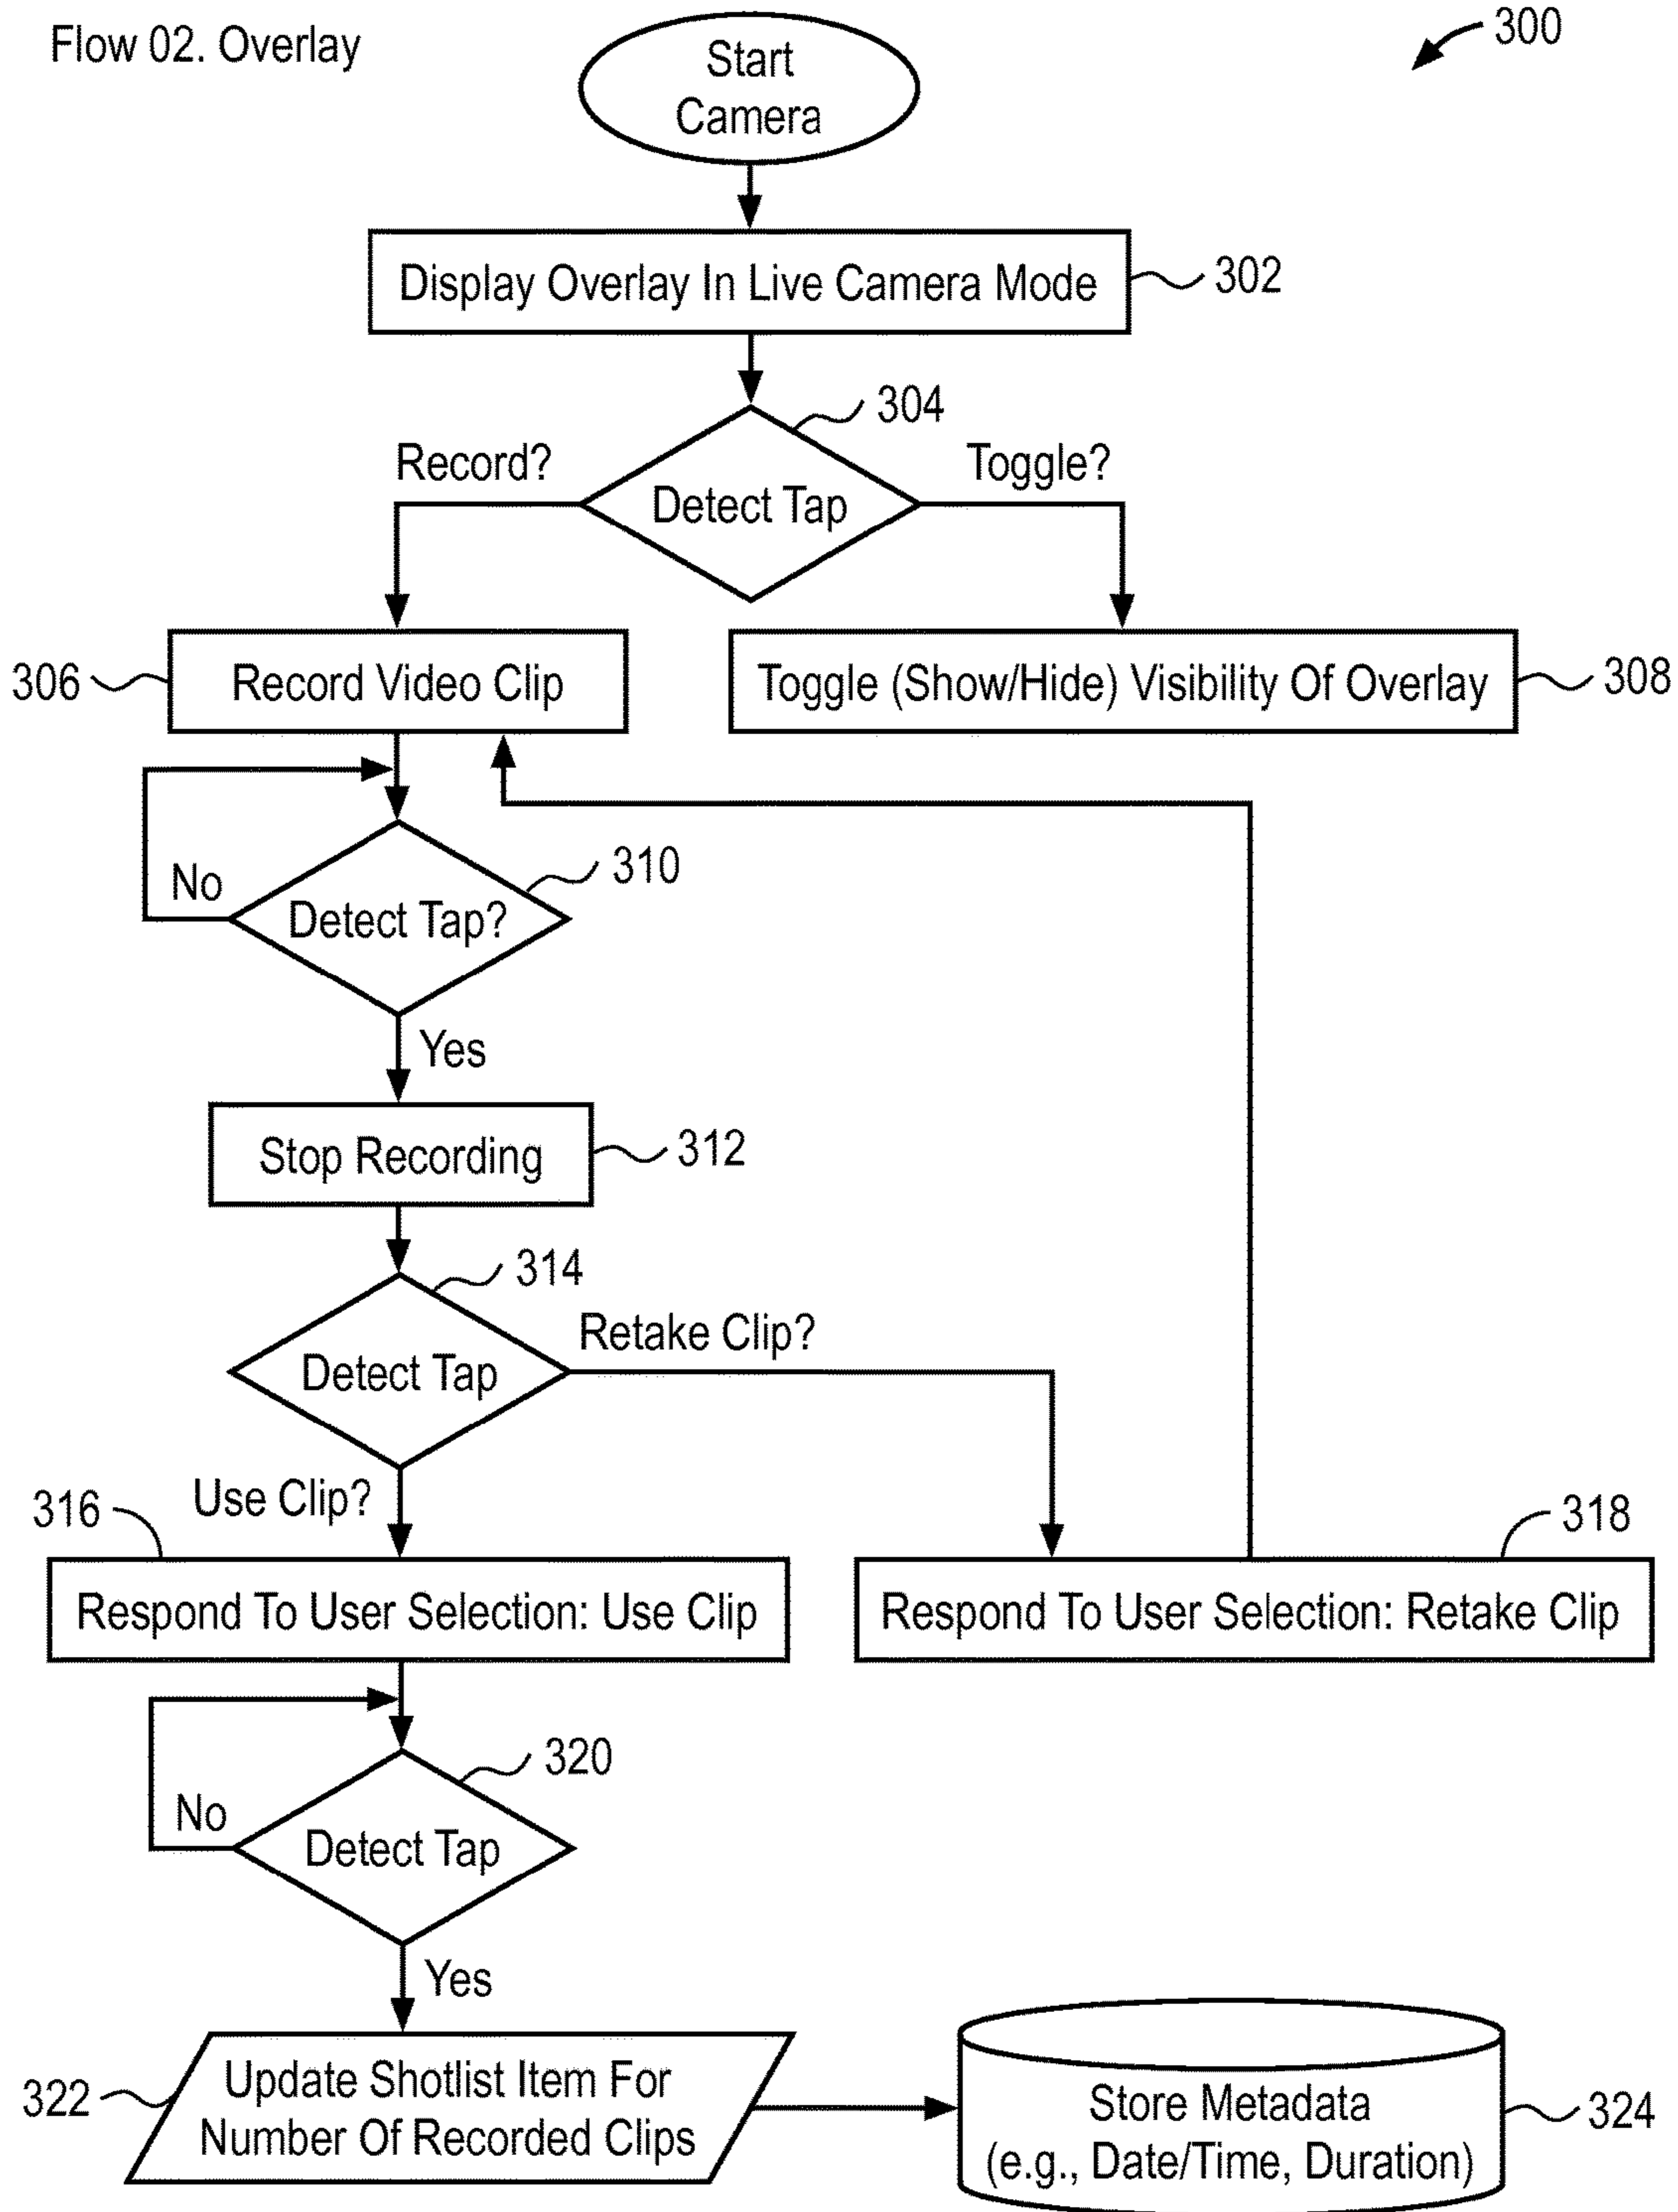 Flow 02. Overlay
300
Start
Camera
Display Overlay In Live Camera Mode
302
304
Record?
Toggle?
Detect Tap
306
Record Video Clip
Toggle (Show/Hide) Visibility Of Overlay
308
310
No
Detect Tap?
Yes
Stop Recording
312
314
Retake Clip?
Detect Tap
Use Clip?
316
318
Respond To User Selection: Use Clip
Respond To User Selection: Retake Clip
320
No
Detect Tap
Yes
322
Update Shotlist Item For
Number Of Recorded Clips
Store Metadata
(e.g., Date/Time, Duration)
324